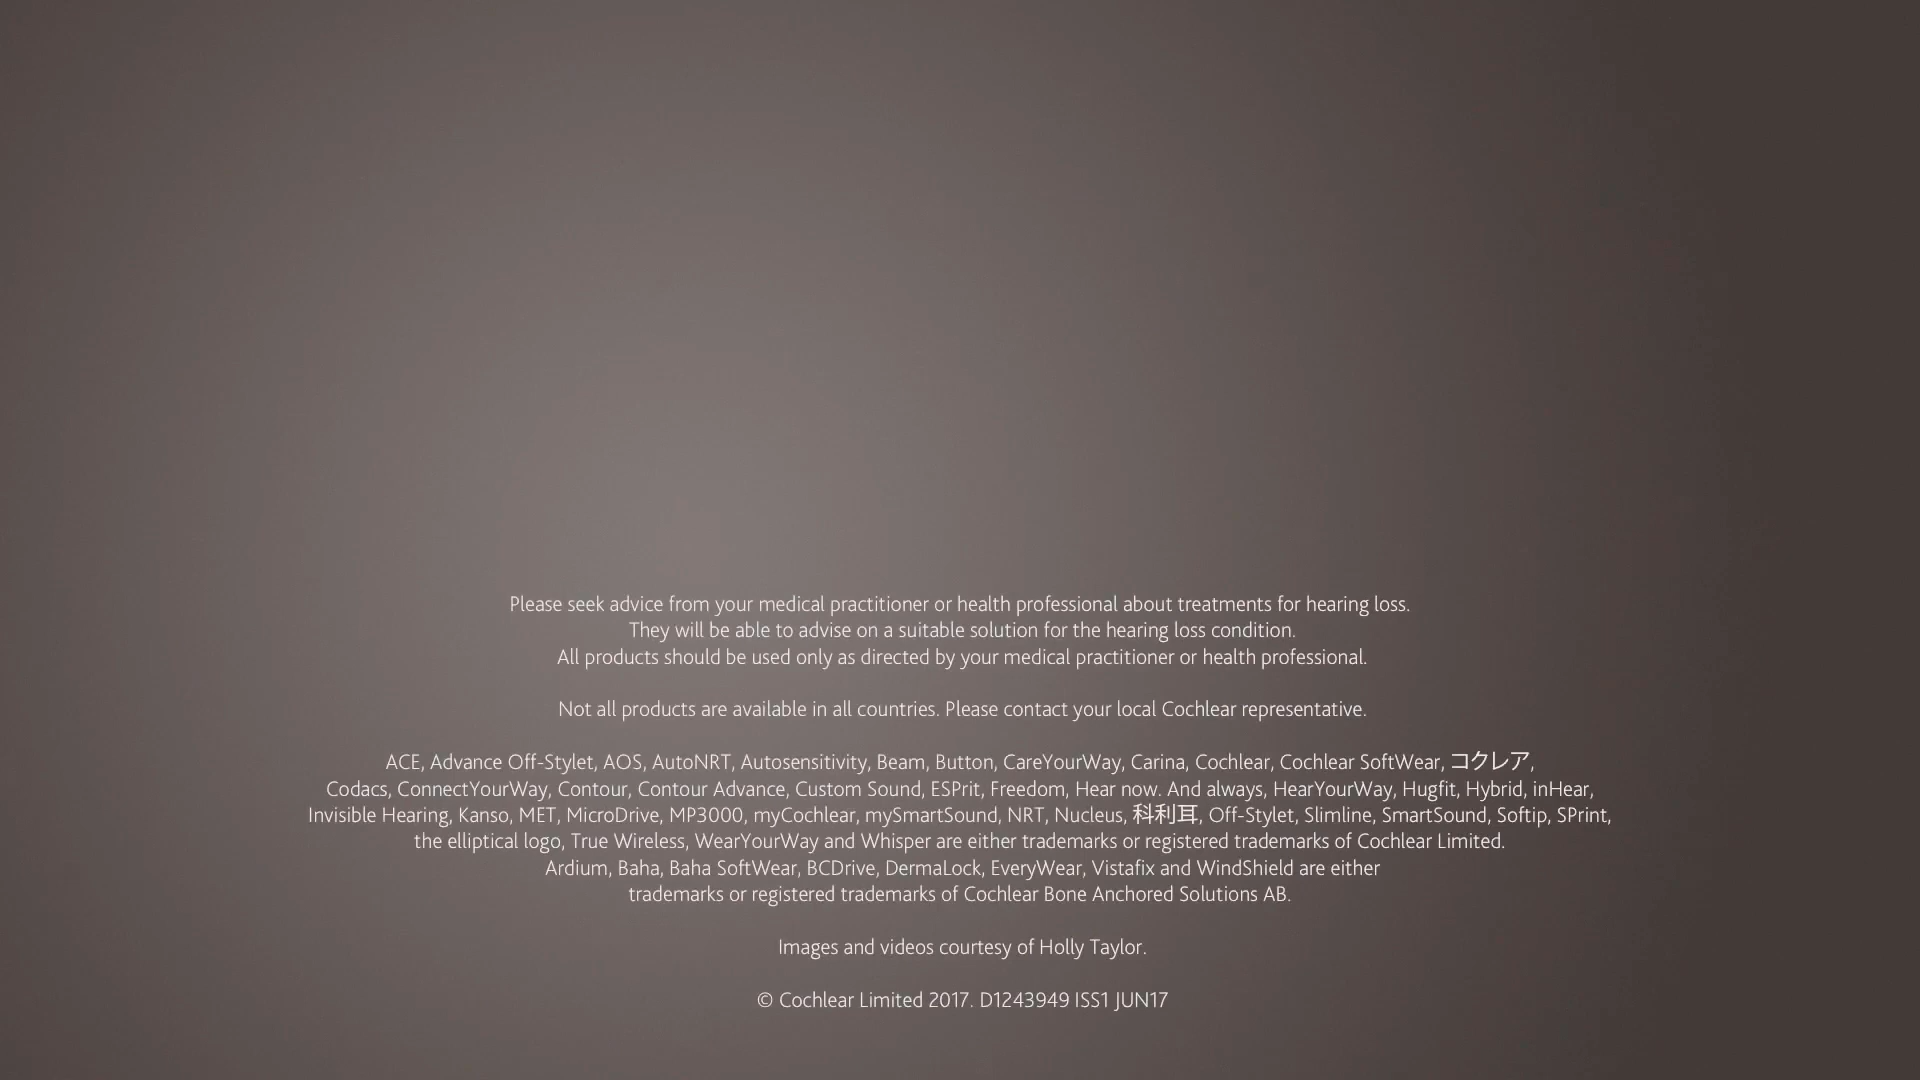 Please seek advice from your medical practitioner or health professional about treatments for hearing loss.
They will be able to advise on a suitable solution for the hearing loss condition.
All products should be used only as directed by your medical practitioner or health professional.
Not all products are available in all countries. Please contact your local Cochlear representative.
ACE, Advance Off-Stylet, AOS, AutoNRT, Autosensitivity, Beam, Button, CareYourWay, Carina, Cochlear, Cochlear SoftWear, コクレア,
Codacs, ConnectYourWay, Contour, Contour Advance, Custom Sound, ESPrit, Freedom, Hear now. And always, HearYourWay, Hugfit, Hybrid, inHear,
Invisible Hearing, Kanso, MET, MicroDrive, MP3000, myCochlear, mySmartSound, NRT, Nucleus, 科利耳, Off-Stylet, Slimline, SmartSound, Softip, SPrint,
the elliptical logo, True Wireless, WearYourWay and Whisper are either trademarks or registered trademarks of Cochlear Limited.
Ardium, Baha, Baha SoftWear, BCDrive, DermaLock, EveryWear, Vistafix and WindShield are either
trademarks or registered trademarks of Cochlear Bone Anchored Solutions AB.
Images and videos courtesy of Holly Taylor.
© Cochlear Limited 2017. D1243949 ISS1 JUN17